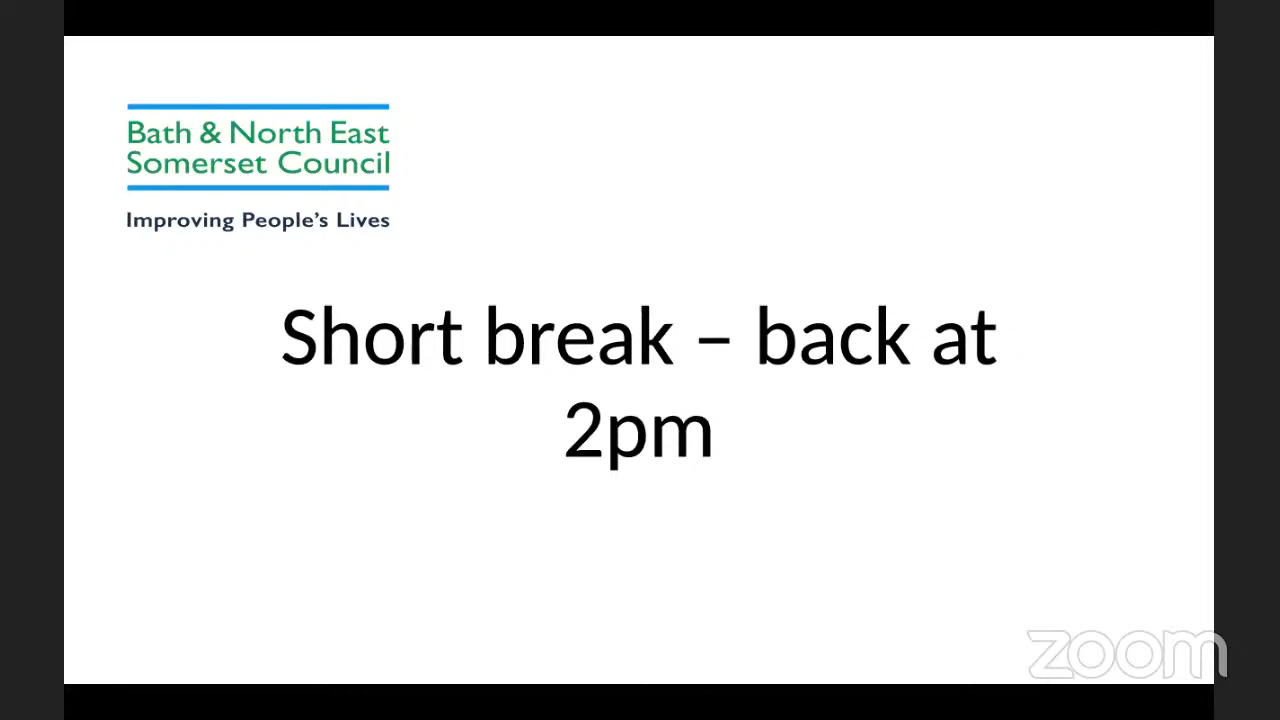 Bath & North East
Somerset Council
Improving People's Lives
Short break – back at
2pm
zoom